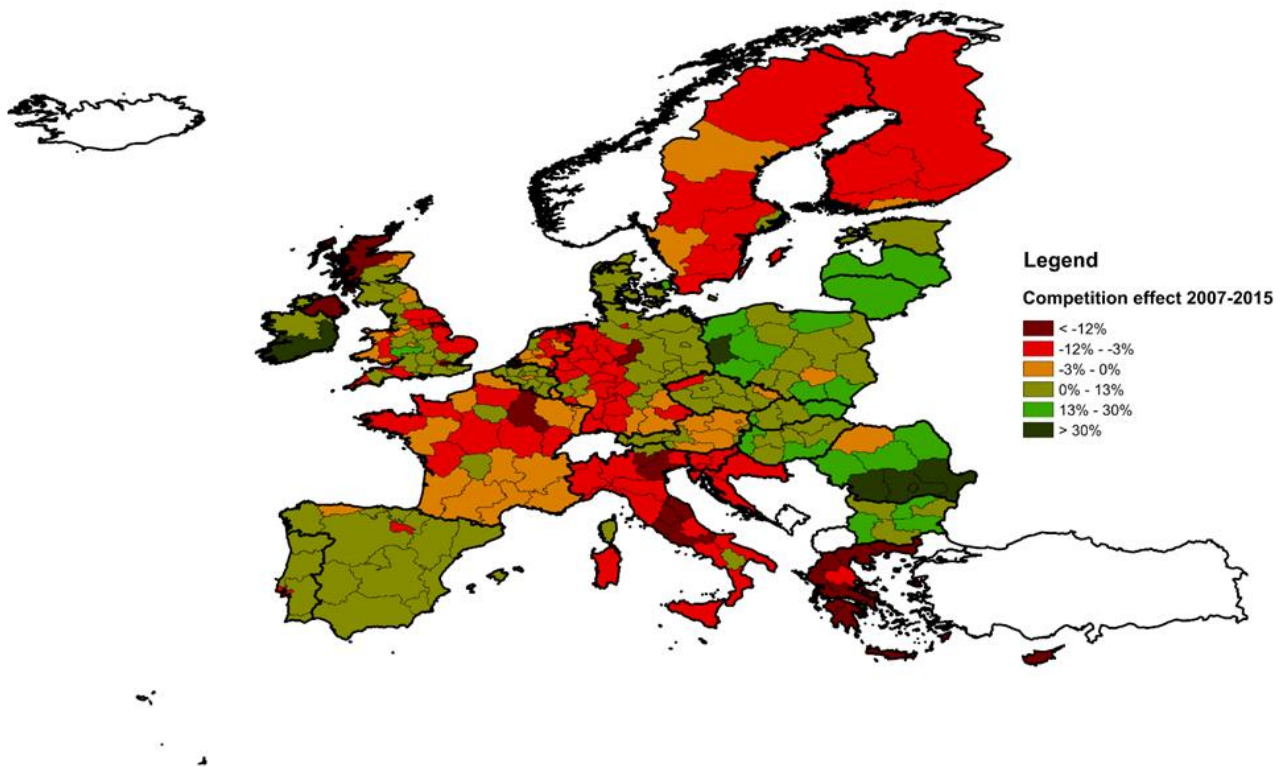 Legend
Competition effect 2007-2015
< -12%
-12% - -3%
-3% - 0%
0% - 13%
13% - 30%
> 30%